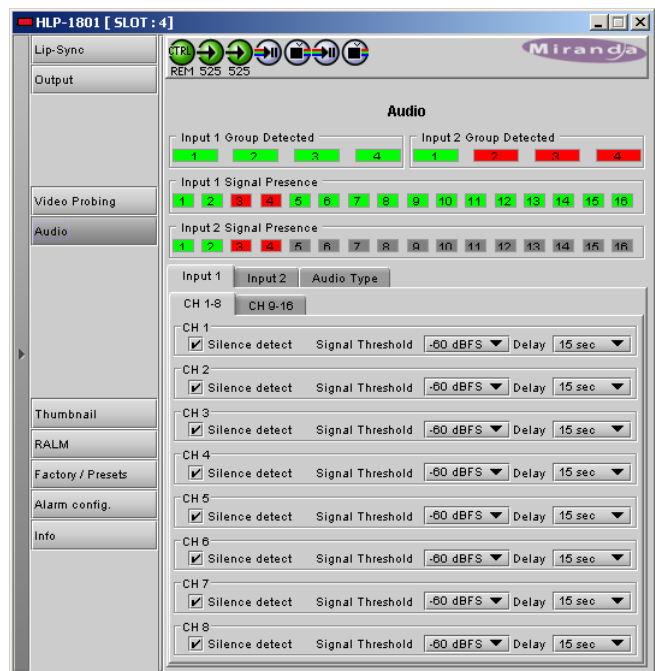 HLP-1801 [ SLOT : 4]
Lip-Sync
Output
Video Probing
Audio
Thumbnail
RALM
Factory / Presets
Alarm config.
Info
CTRL
REM 525 525
Miranda
Audio
Input 1 Group Detected
1 2 3 4
Input 2 Group Detected
1 2 3 4
Input 1 Signal Presence
1 2 3 4 5 6 7 8 9 10 11 12 13 14 15 16
Input 2 Signal Presence
1 2 3 4 5 6 7 8 9 10 11 12 13 14 15 16
Input 1 Input 2 Audio Type
CH 1-8 CH 9-16
CH 1
Silence detect Signal Threshold -60 dBFS Delay 15 sec
CH 2
Silence detect Signal Threshold -60 dBFS Delay 15 sec
CH 3
Silence detect Signal Threshold -60 dBFS Delay 15 sec
CH 4
Silence detect Signal Threshold -60 dBFS Delay 15 sec
CH 5
Silence detect Signal Threshold -60 dBFS Delay 15 sec
CH 6
Silence detect Signal Threshold -60 dBFS Delay 15 sec
CH 7
Silence detect Signal Threshold -60 dBFS Delay 15 sec
CH 8
Silence detect Signal Threshold -60 dBFS Delay 15 sec